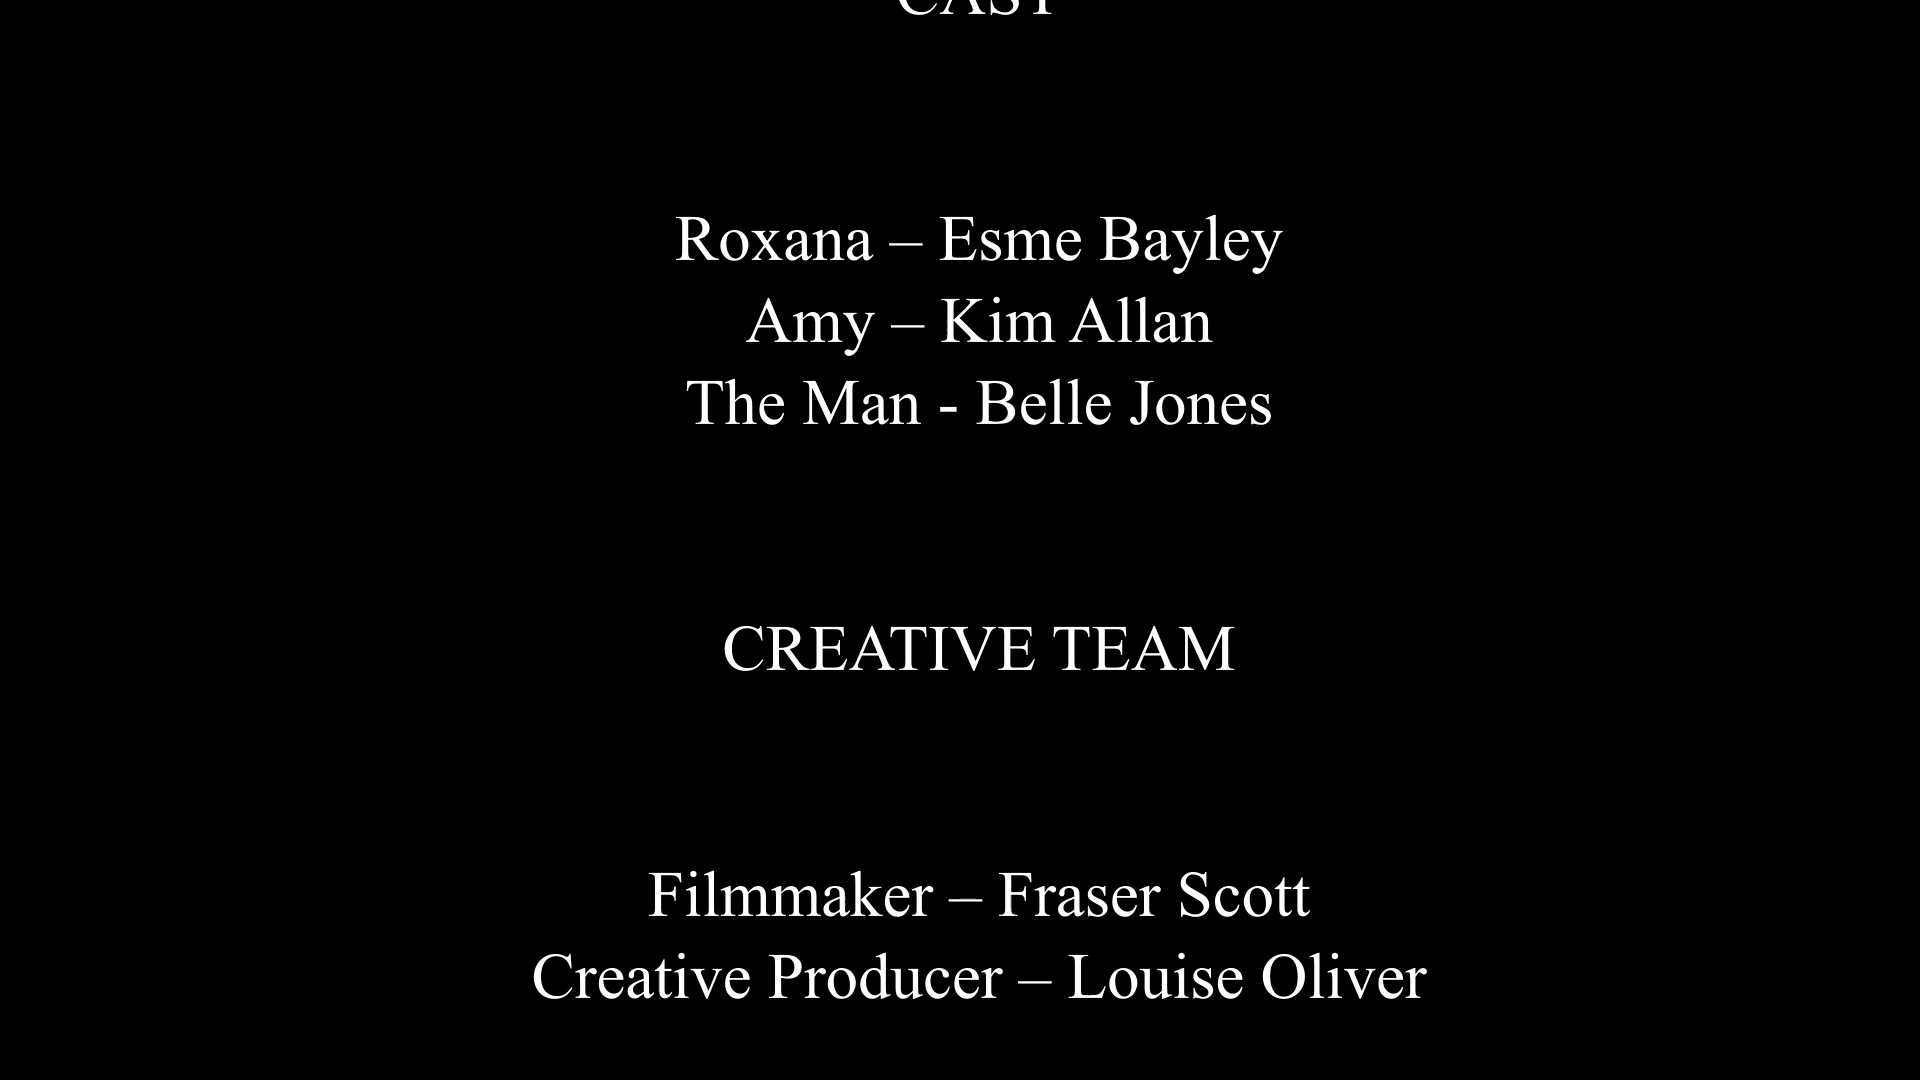 CAST
Roxana – Esme Bayley
Amy – Kim Allan
The Man - Belle Jones
CREATIVE TEAM
Filmmaker – Fraser Scott
Creative Producer – Louise Oliver